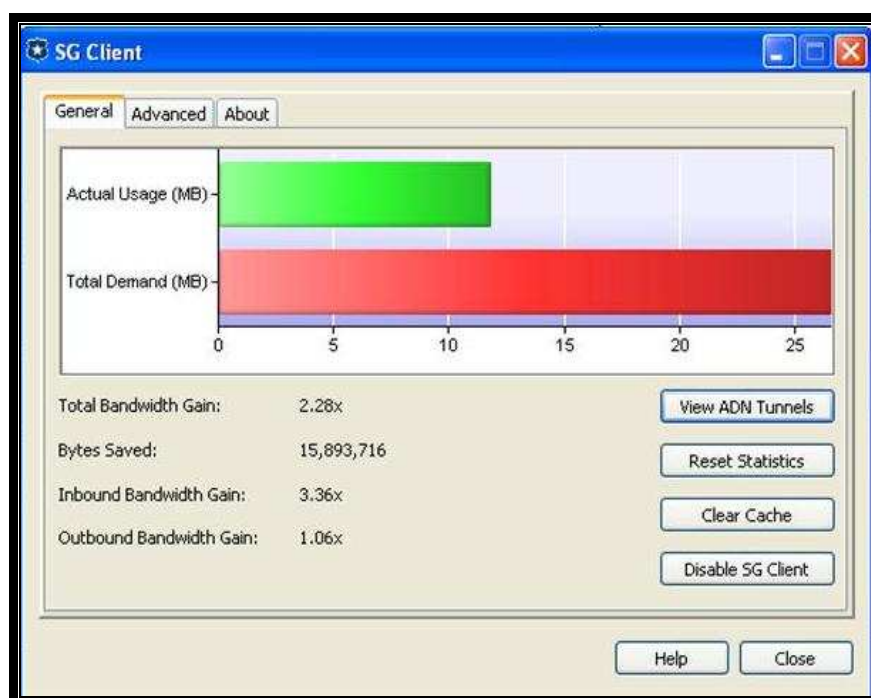 SG Client
General Advanced About
Actual Usage (MB)
Total Demand (MB)
0 5 10 15 20 25
Total Bandwidth Gain: 2.28x
View ADN Tunnels
Bytes Saved: 15,893,716
Reset Statistics
Inbound Bandwidth Gain: 3.36x
Clear Cache
Outbound Bandwidth Gain: 1.06x
Disable SG Client
Help Close